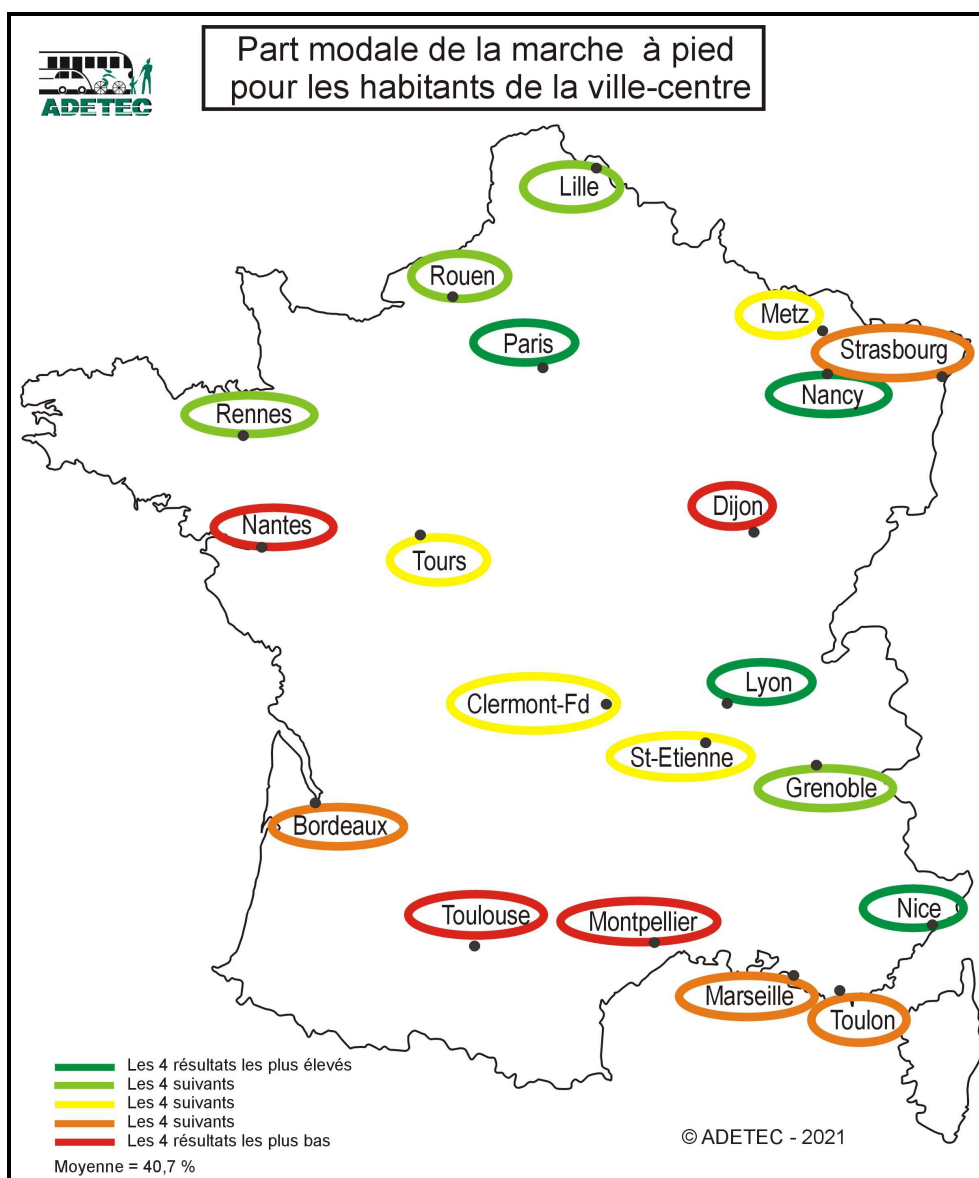 ADETEC
Part modale de la marche à pied
pour les habitants de la ville-centre
Lille
Rouen
Metz
Paris
Strasbourg
Nancy
Rennes
Dijon
Nantes
Tours
Lyon
Clermont-Fd
St-Etienne
Grenoble
Bordeaux
Nice
Toulouse
Montpellier
Marseille
Toulon
Les 4 résultats les plus élevés
Les 4 suivants
Les 4 suivants
Les 4 suivants
Les 4 résultats les plus bas
© ADETEC - 2021
Moyenne = 40,7 %